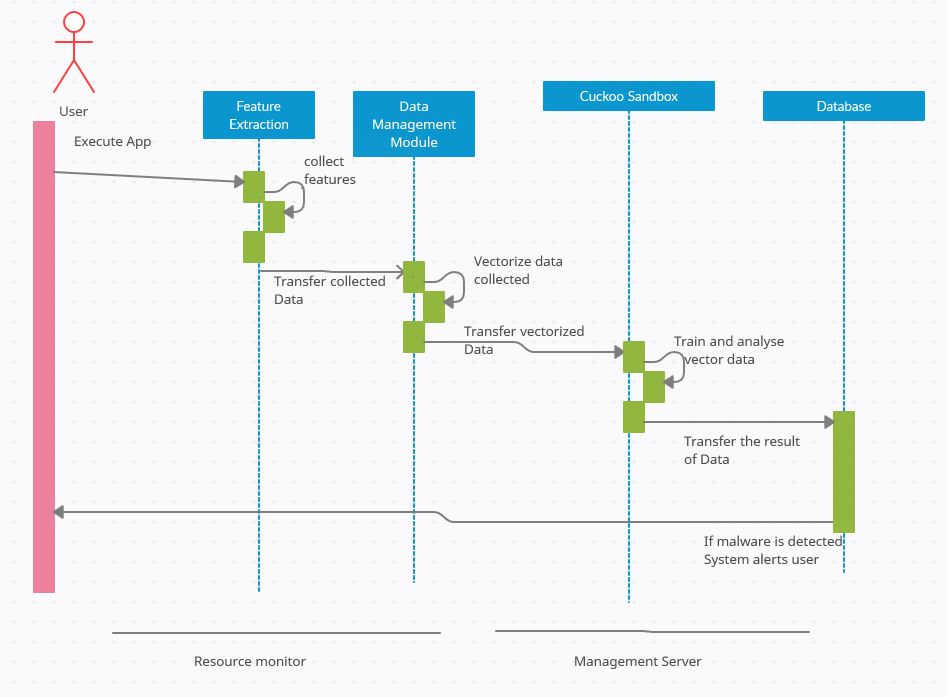 User
Execute App
Feature
Extraction
Data
Management
Module
Cuckoo Sandbox
Database
collect
features
Transfer collected
Data
Vectorize data
collected
Transfer vectorized
Data
Train and analyse
vector data
Transfer the result
of Data
If malware is detected
System alerts user
Resource monitor
Management Server